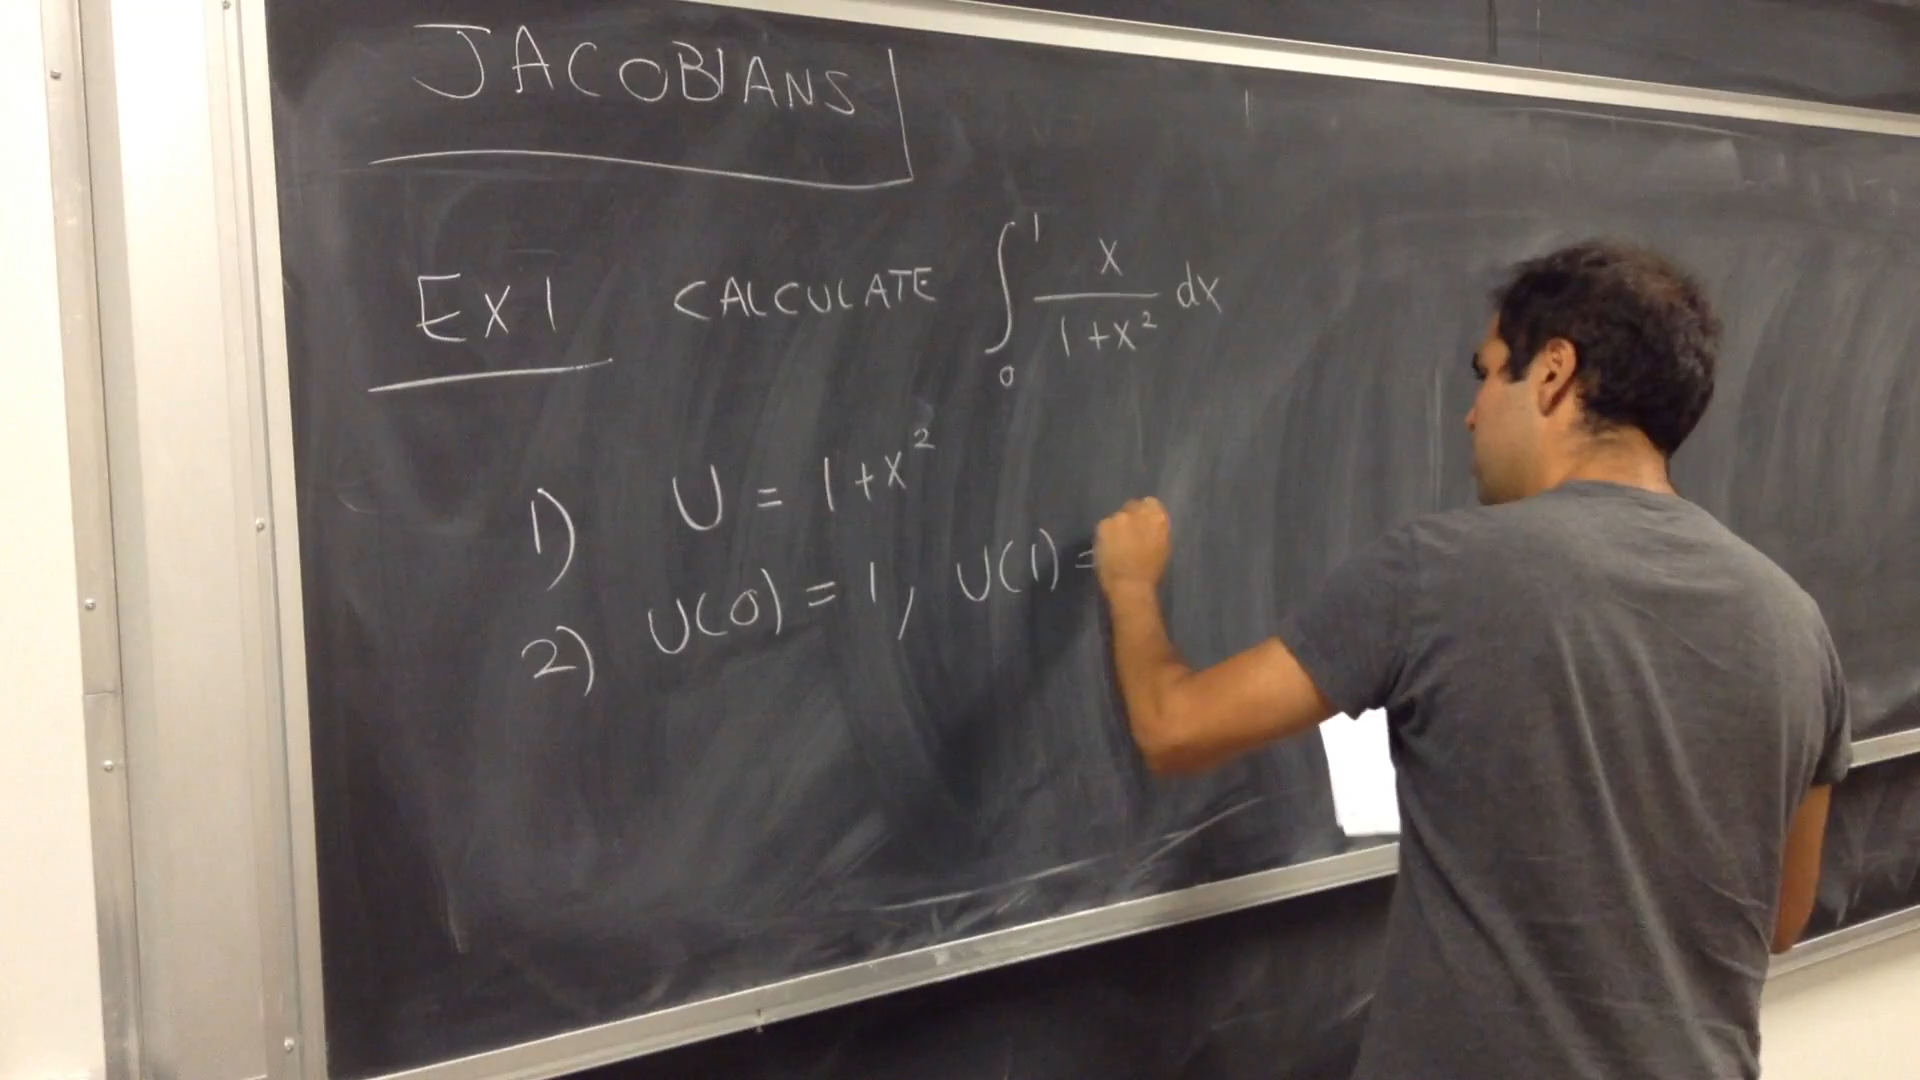 JACOBIANS
Ex 1 CALCULATE ∫₀¹ x/(1+x²) dx
1) U = 1+x²
2) U(0) = 1, U(1) =